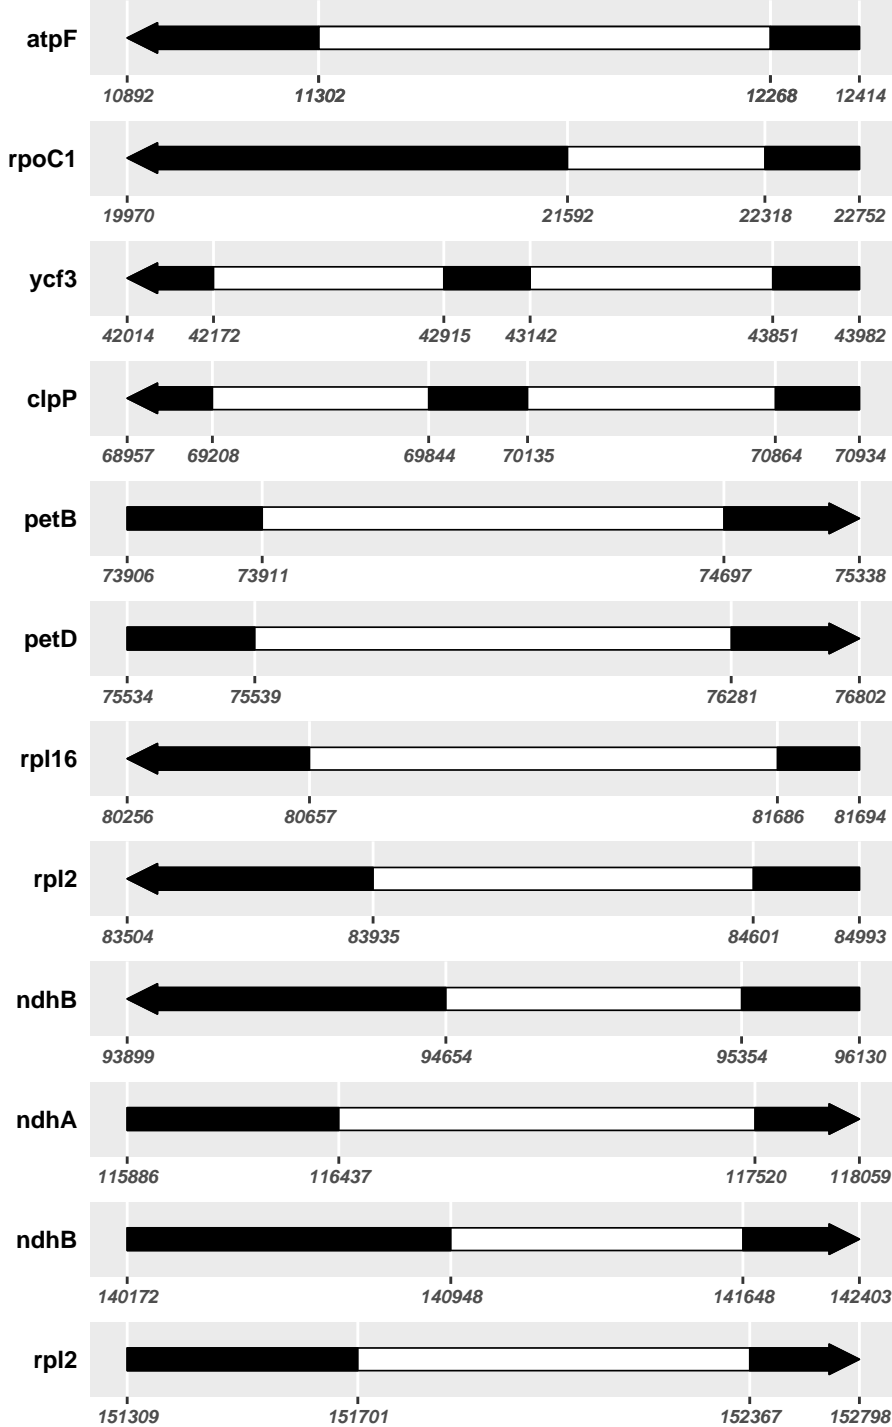 atpF
10892 11302 12268 12414
rpoC1
19970 21592 22318 22752
ycf3
42014 42172 42915 43142 43851 43982
clpP
68957 69208 69844 70135 70864 70934
petB
73906 73911 74697 75338
petD
75534 75539 76281 76802
rpl16
80256 80657 81686 81694
rpl2
83504 83935 84601 84993
ndhB
93899 94654 95354 96130
ndhA
115886 116437 117520 118059
ndhB
140172 140948 141648 142403
rpl2
151309 151701 152367 152798